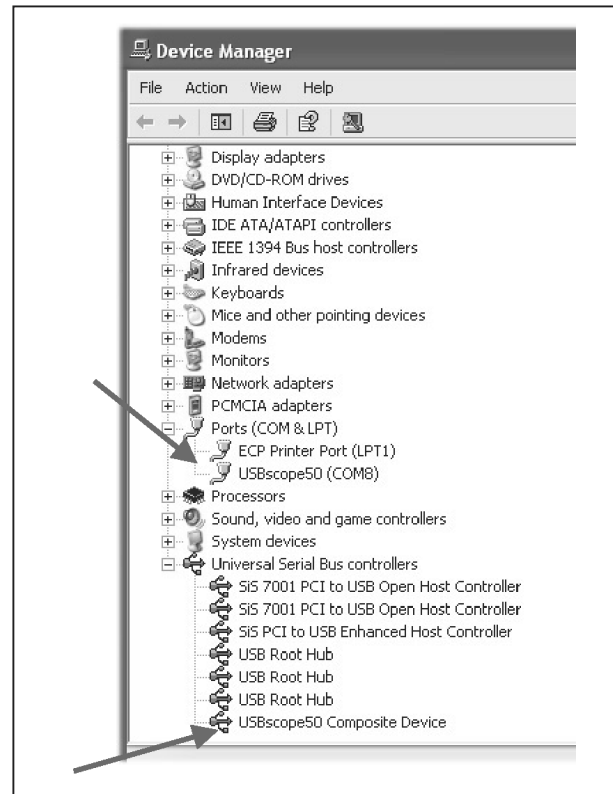 Device Manager
File Action View Help
Display adapters
DVD/CD-ROM drives
Human Interface Devices
IDE ATA/ATAPI controllers
IEEE 1394 Bus host controllers
Infrared devices
Keyboards
Mice and other pointing devices
Modems
Monitors
Network adapters
PCMCIA adapters
Ports (COM & LPT)
ECP Printer Port (LPT1)
USBscope50 (COM8)
Processors
Sound, video and game controllers
System devices
Universal Serial Bus controllers
SiS 7001 PCI to USB Open Host Controller
SiS 7001 PCI to USB Open Host Controller
SiS PCI to USB Enhanced Host Controller
USB Root Hub
USB Root Hub
USB Root Hub
USBscope50 Composite Device